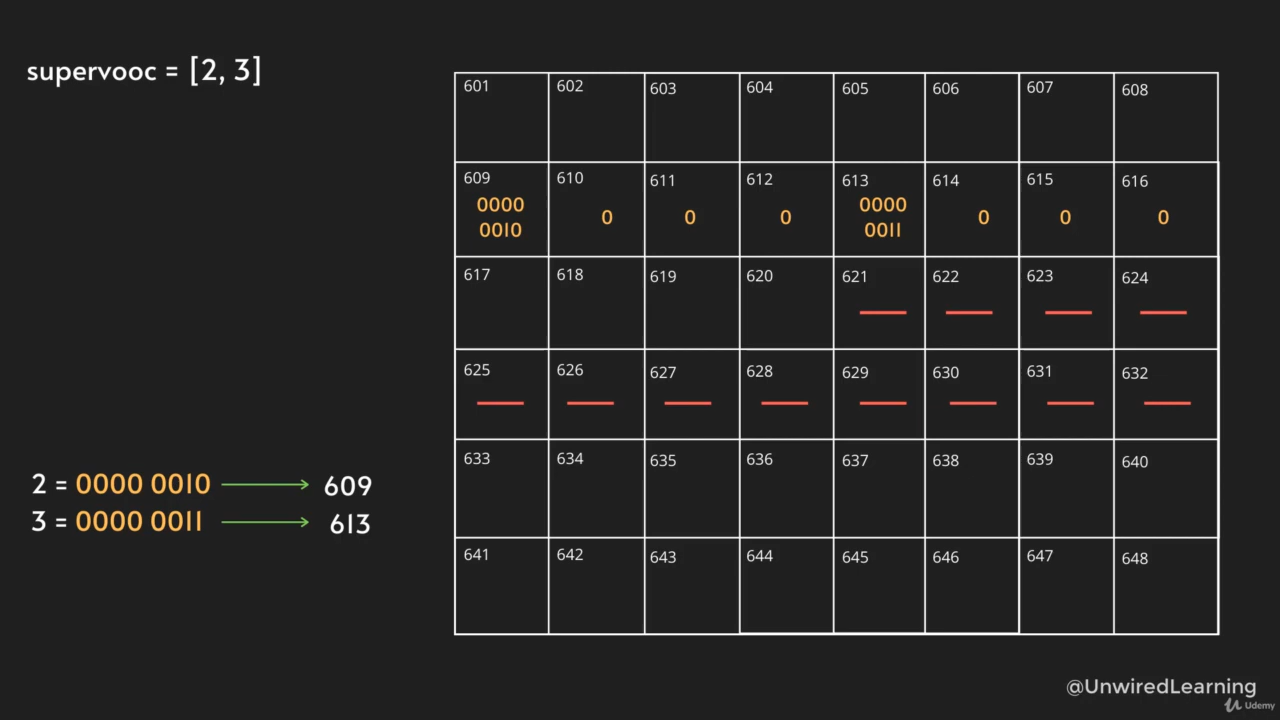 supervooc = [2, 3]
601 602 603 604 605 606 607 608
609 610 611 612 613 614 615 616
0000 0 0 0 0000 0 0 0
0010 0011
617 618 619 620 621 622 623 624
625 626 627 628 629 630 631 632
633 634 635 636 637 638 639 640
2 = 0000 0010 609
3 = 0000 0011 613
641 642 643 644 645 646 647 648
@UnwiredLearning
Udemy